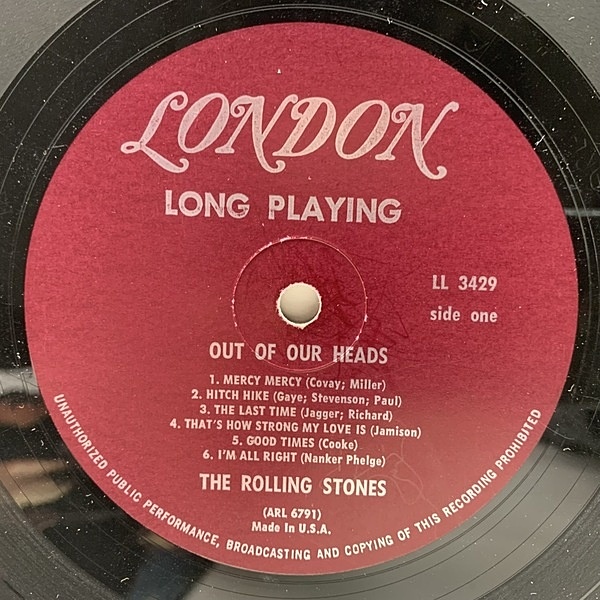 LONDON
LONG PLAYING
LL 3429
side one
OUT OF OUR HEADS
1. MERCY MERCY (Covay; Miller)
2. HITCH HIKE (Gaye; Stevenson; Paul)
3. THE LAST TIME (Jagger; Richard)
4. THAT'S HOW STRONG MY LOVE IS (Jamison)
5. GOOD TIMES (Cooke)
6. I'M ALL RIGHT (Nanker Phelge)
THE ROLLING STONES
(ARL 6791)
Made In U.S.A.
UNAUTHORIZED PUBLIC PERFORMANCE, BROADCASTING AND COPYING OF THIS RECORDING PROHIBITED